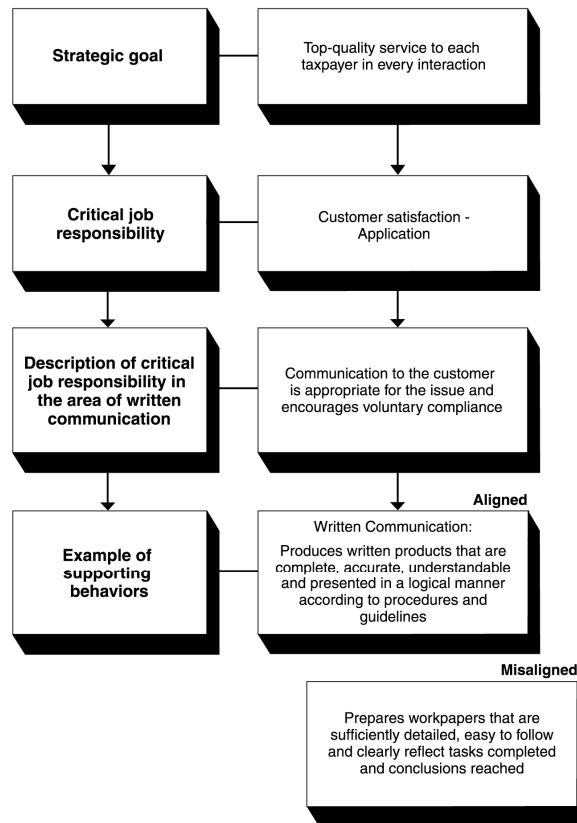 Strategic goal
Top-quality service to each
taxpayer in every interaction
Critical job
responsibility
Customer satisfaction -
Application
Description of critical
job responsibility in
the area of written
communication
Communication to the customer
is appropriate for the issue and
encourages voluntary compliance
Aligned
Example of
supporting
behaviors
Written Communication:
Produces written products that are
complete, accurate, understandable
and presented in a logical manner
according to procedures and
guidelines
Misaligned
Prepares workpapers that are
sufficiently detailed, easy to follow
and clearly reflect tasks completed
and conclusions reached